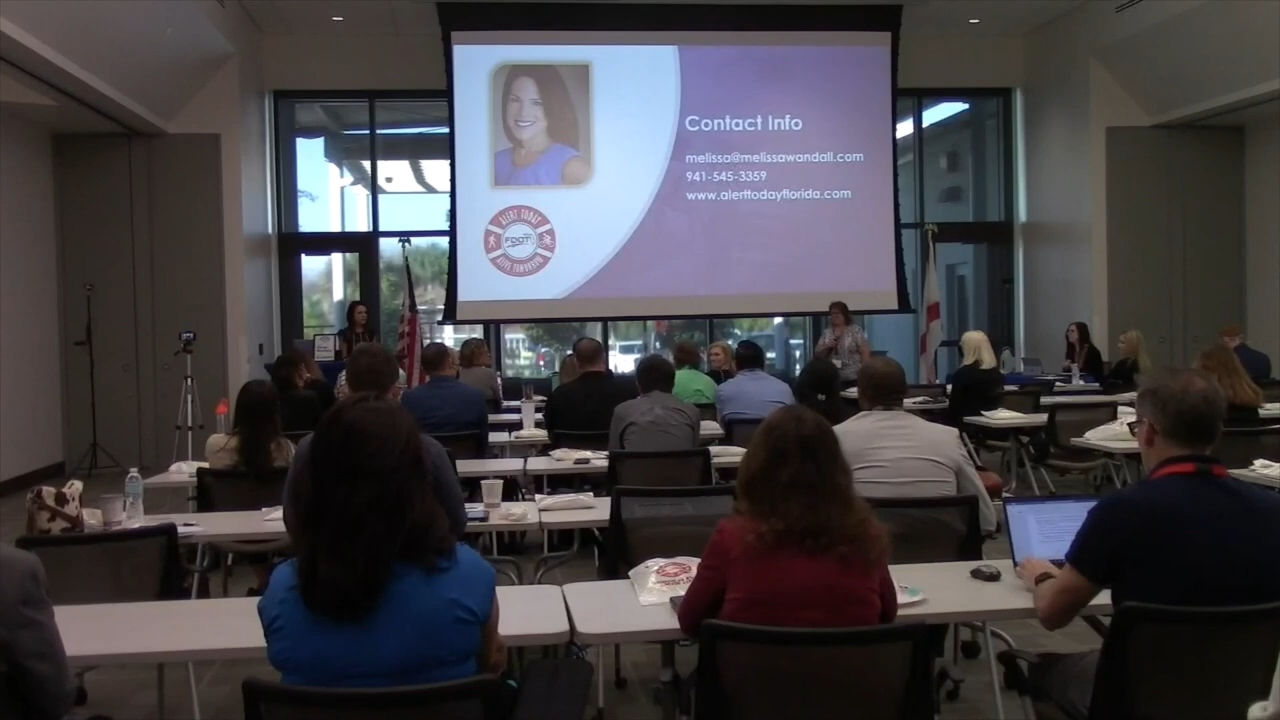 Contact Info
melissa@melissawandall.com
941-545-3359
www.alerttodayflorida.com
ALERT TODAY
FDOT
ALIVE TOMORROW